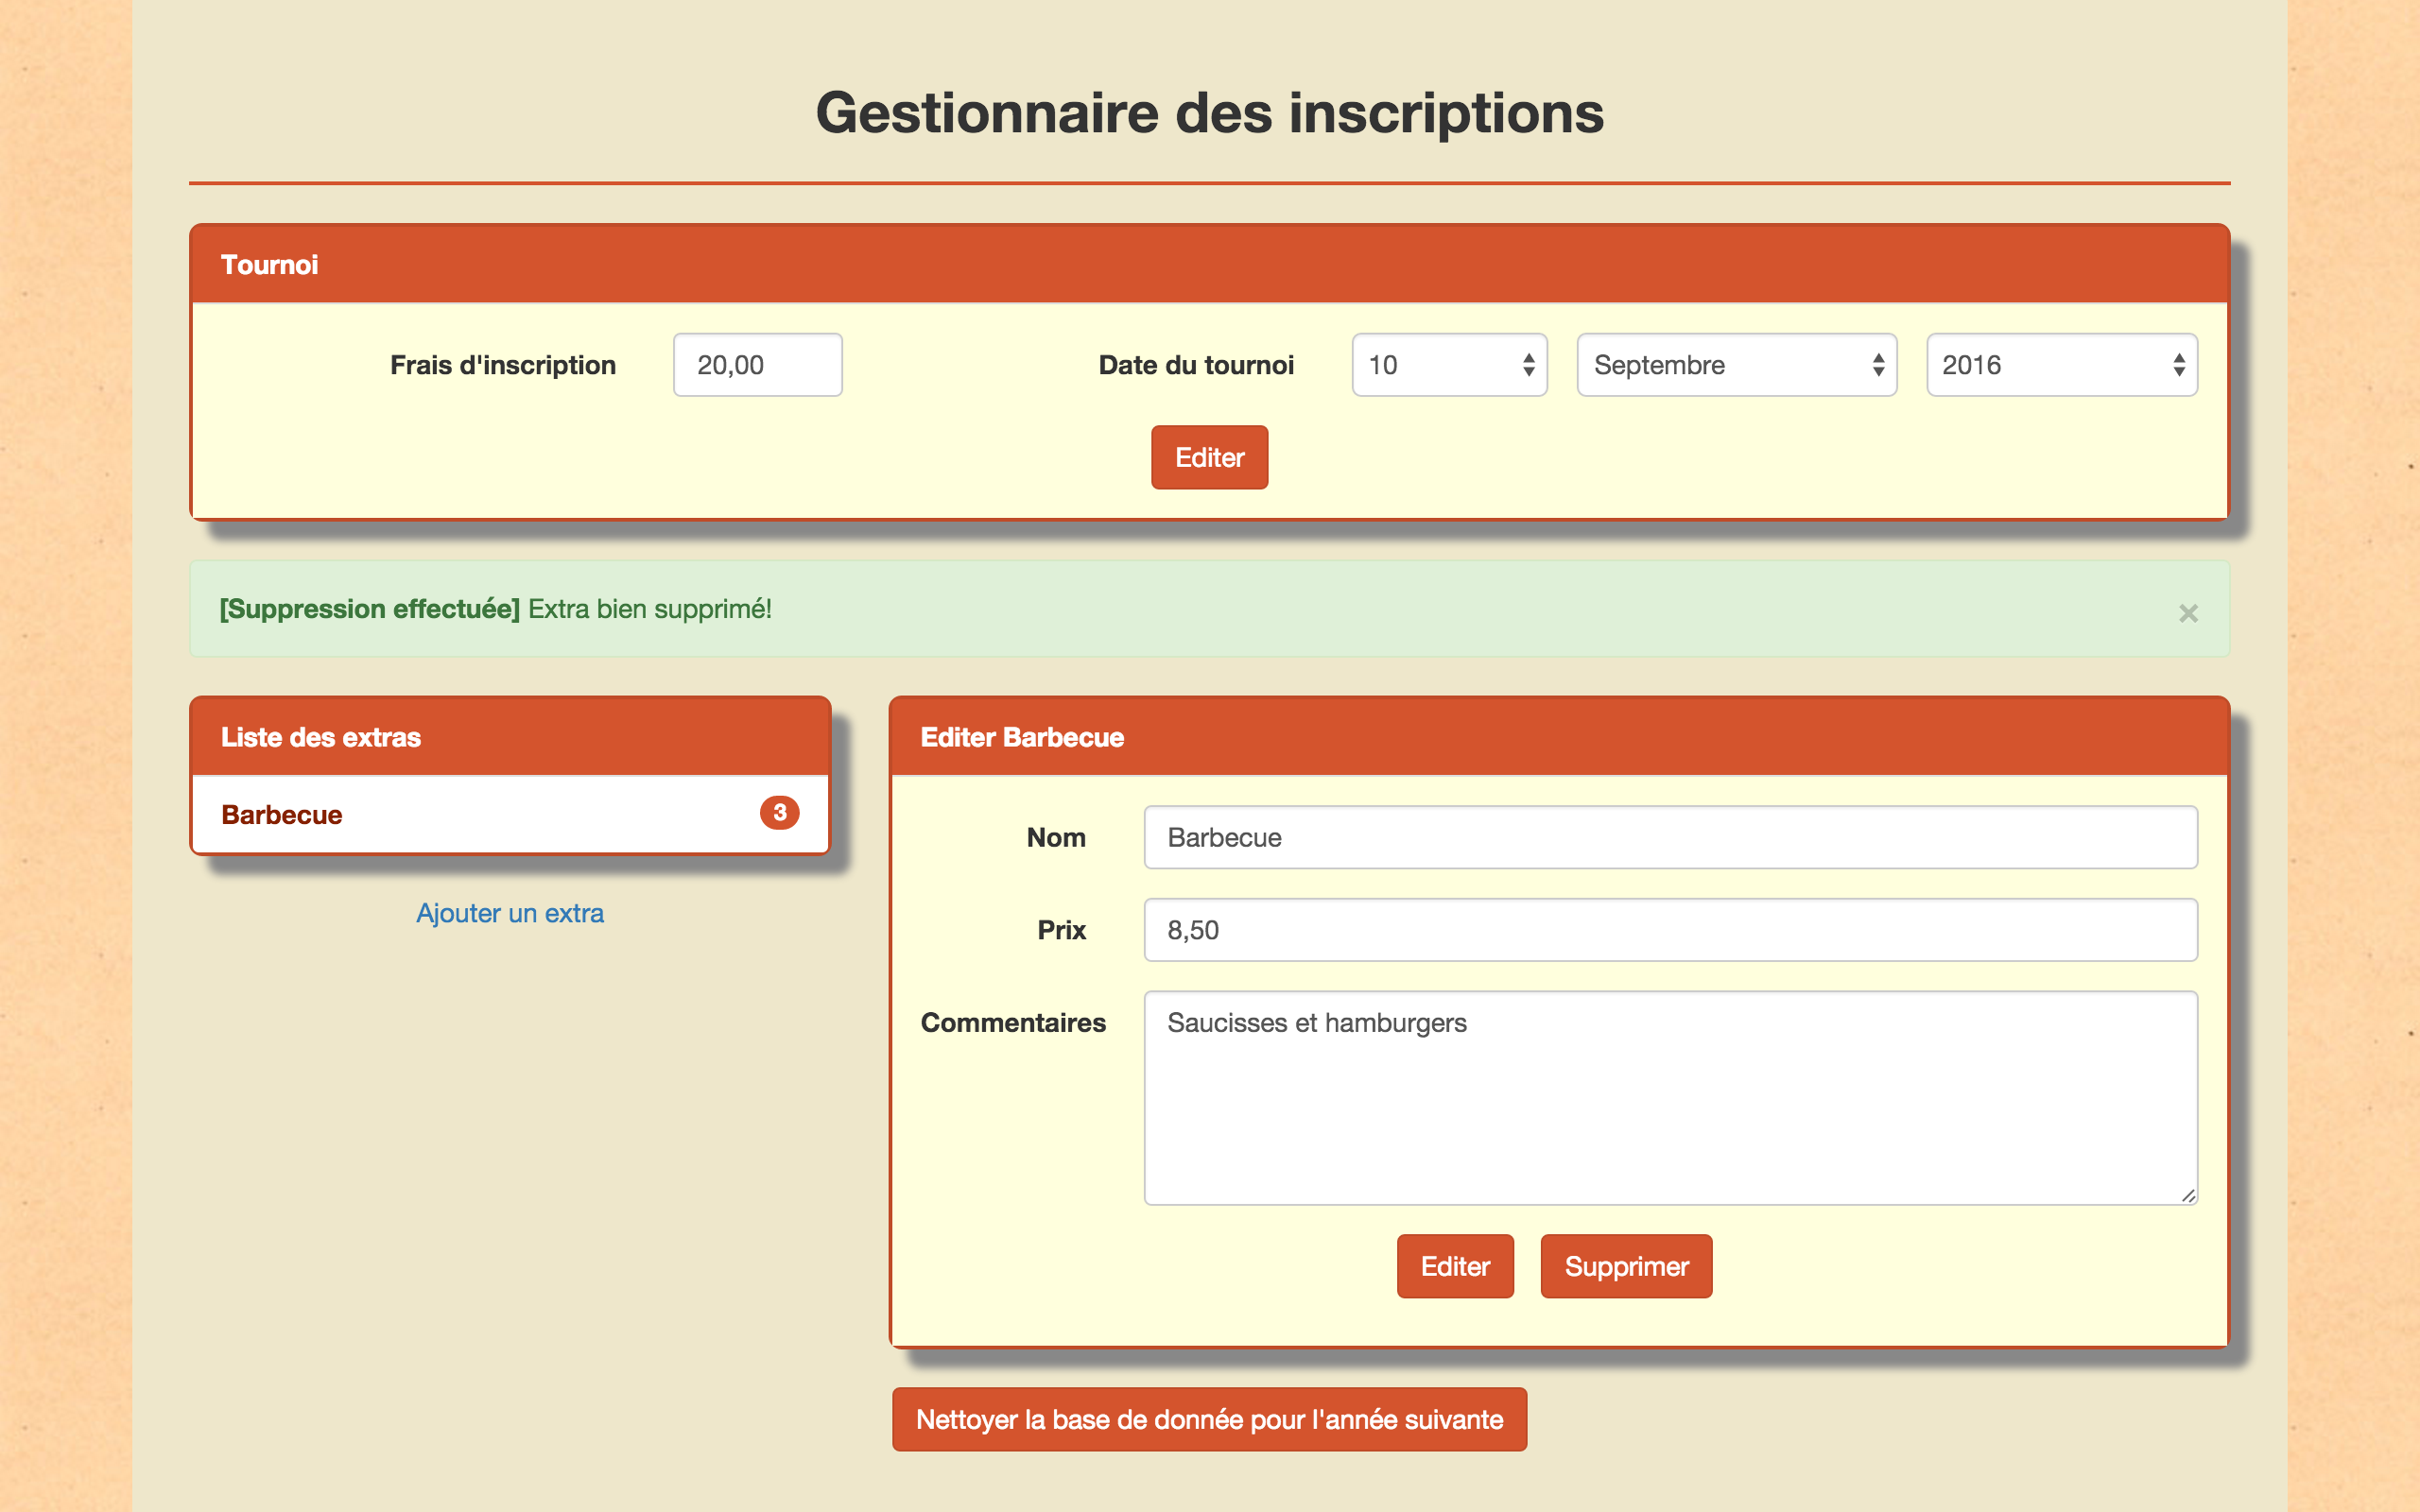 Gestionnaire des inscriptions
Tournoi
Frais d'inscription 20,00 Date du tournoi 10 Septembre 2016
Editer
[Suppression effectuée] Extra bien supprimé! ×
Liste des extras
Barbecue 3
Ajouter un extra
Editer Barbecue
Nom Barbecue
Prix 8,50
Commentaires Saucisses et hamburgers
Editer Supprimer
Nettoyer la base de donnée pour l'année suivante